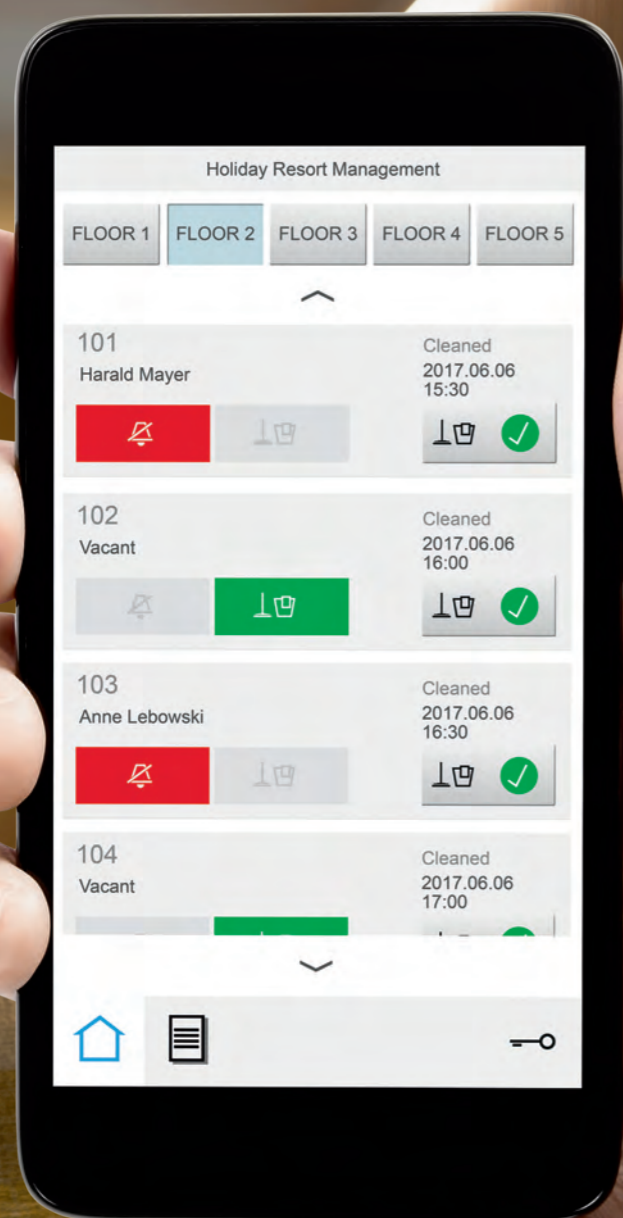 Holiday Resort Management
FLOOR 1 FLOOR 2 FLOOR 3 FLOOR 4 FLOOR 5
101
Harald Mayer
Cleaned
2017.06.06
15:30
102
Vacant
Cleaned
2017.06.06
16:00
103
Anne Lebowski
Cleaned
2017.06.06
16:30
104
Vacant
Cleaned
2017.06.06
17:00